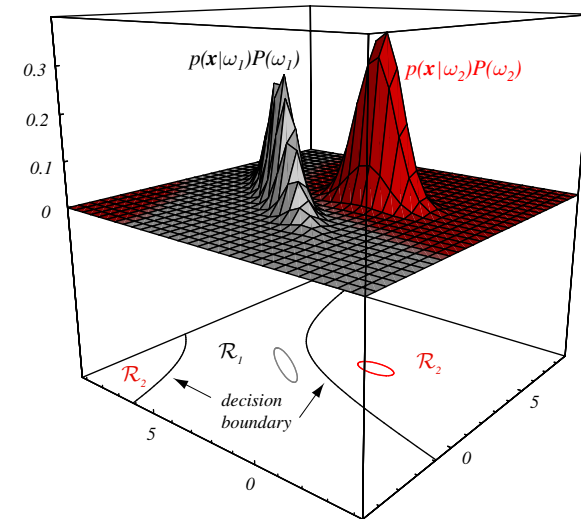 0.3
p(x|ω₁)P(ω₁)
p(x|ω₂)P(ω₂)
0.2
0.1
0
R₁
R₂
R₂
decision
boundary
5
5
0
0